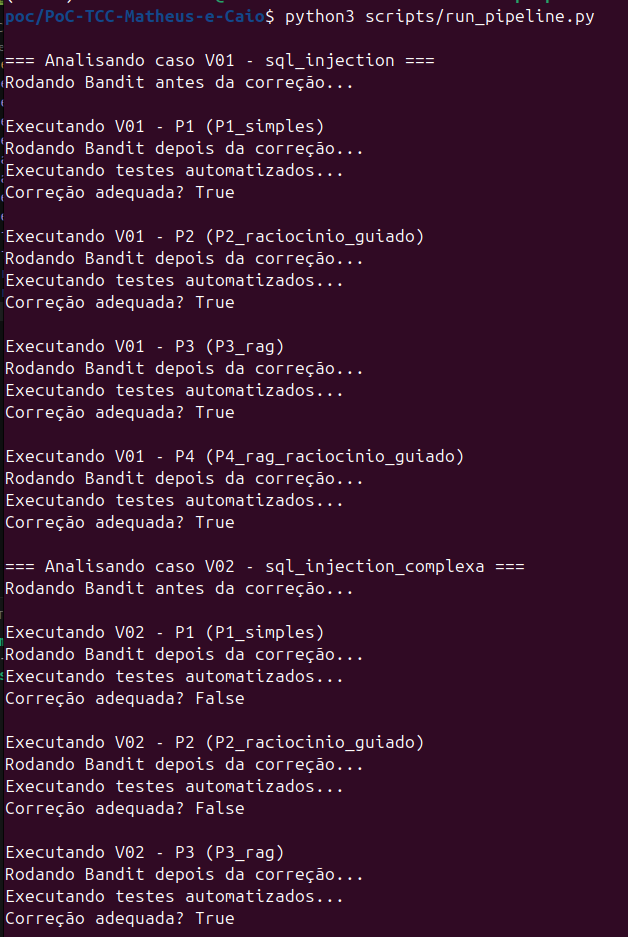 poc/PoC-TCC-Matheus-e-Caio$ python3 scripts/run_pipeline.py
=== Analisando caso V01 - sql_injection ===
Rodando Bandit antes da correção...
Executando V01 - P1 (P1_simples)
Rodando Bandit depois da correção...
Executando testes automatizados...
Correção adequada? True
Executando V01 - P2 (P2_raciocinio_guiado)
Rodando Bandit depois da correção...
Executando testes automatizados...
Correção adequada? True
Executando V01 - P3 (P3_rag)
Rodando Bandit depois da correção...
Executando testes automatizados...
Correção adequada? True
Executando V01 - P4 (P4_rag_raciocinio_guiado)
Rodando Bandit depois da correção...
Executando testes automatizados...
Correção adequada? True
=== Analisando caso V02 - sql_injection_complexa ===
Rodando Bandit antes da correção...
Executando V02 - P1 (P1_simples)
Rodando Bandit depois da correção...
Executando testes automatizados...
Correção adequada? False
Executando V02 - P2 (P2_raciocinio_guiado)
Rodando Bandit depois da correção...
Executando testes automatizados...
Correção adequada? False
Executando V02 - P3 (P3_rag)
Rodando Bandit depois da correção...
Executando testes automatizados...
Correção adequada? True